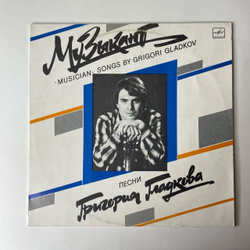 Музыкант
«MUSICIAN» SONGS BY GRIGORI GLADKOV
ПЕСНИ
Григория Гладкова